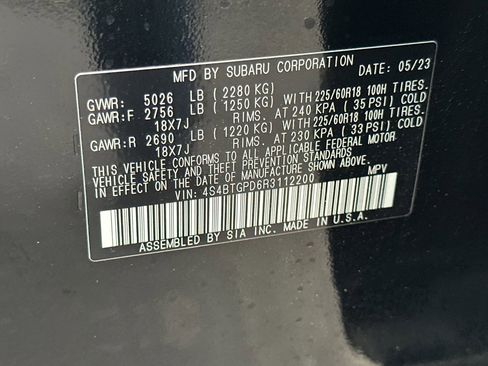 MFD BY SUBARU CORPORATION DATE: 05/23
GVWR: 5026 LB ( 2280 KG)
GAWR:F 2756 LB ( 1250 KG) WITH 225/60R18 100H TIRES.
18X7J RIMS. AT 240 KPA ( 35 PSI) COLD
GAWR:R 2690 LB ( 1220 KG) WITH 225/60R18 100H TIRES.
18X7J RIMS. AT 230 KPA ( 33 PSI) COLD
THIS VEHICLE CONFORMS TO ALL APPLICABLE FEDERAL MOTOR
VEHICLE SAFETY AND THEFT PREVENTION STANDARDS
IN EFFECT ON THE DATE OF MANUFACTURE SHOWN ABOVE.
VIN: 4S4BTGPD6R3112200 MPV
ASSEMBLED BY SIA INC. MADE IN U.S.A.